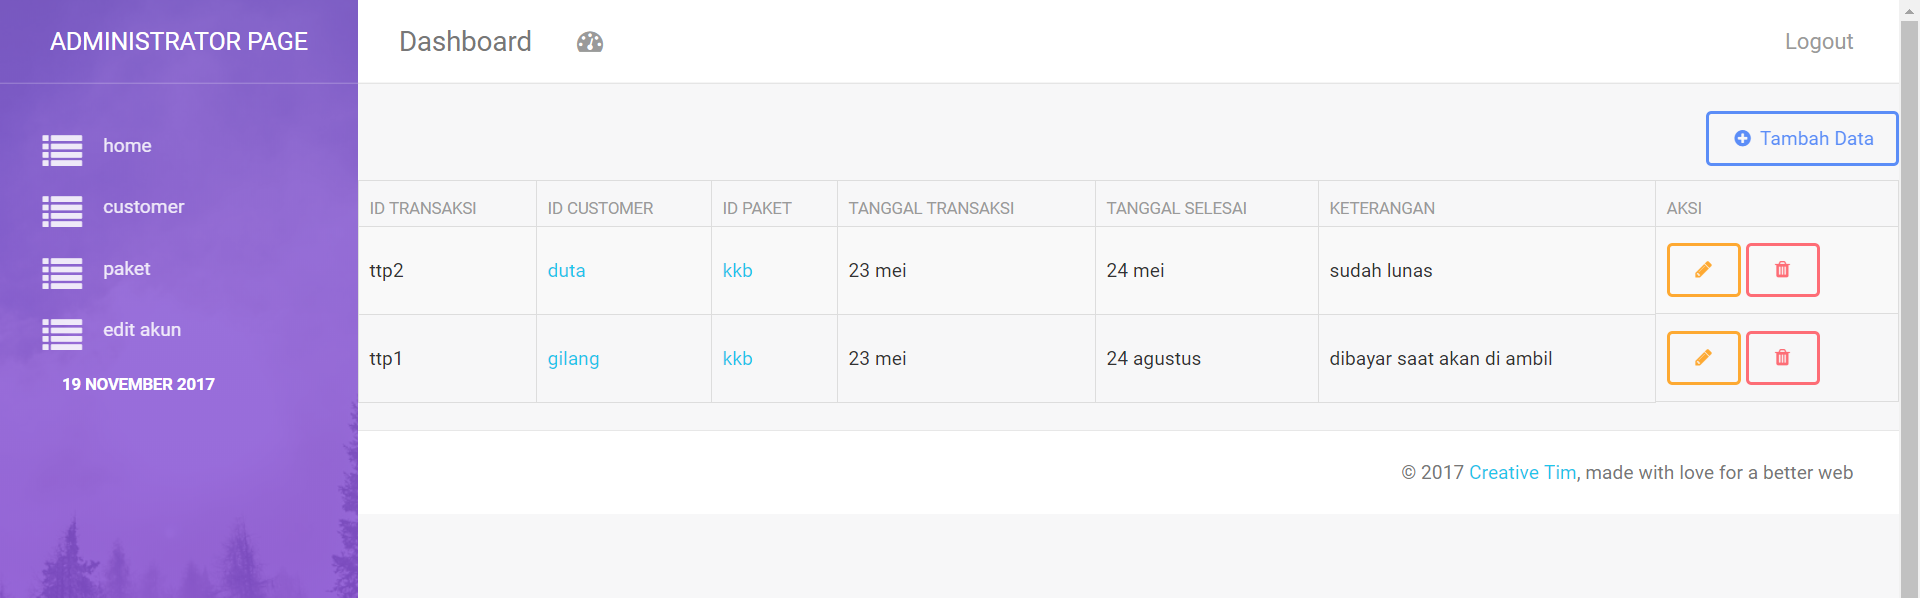 ADMINISTRATOR PAGE
Dashboard
Logout
home
customer
paket
edit akun
19 NOVEMBER 2017
Tambah Data
ID TRANSAKSI ID CUSTOMER ID PAKET TANGGAL TRANSAKSI TANGGAL SELESAI KETERANGAN AKSI
ttp2 duta kkb 23 mei 24 mei sudah lunas
ttp1 gilang kkb 23 mei 24 agustus dibayar saat akan di ambil
© 2017 Creative Tim, made with love for a better web